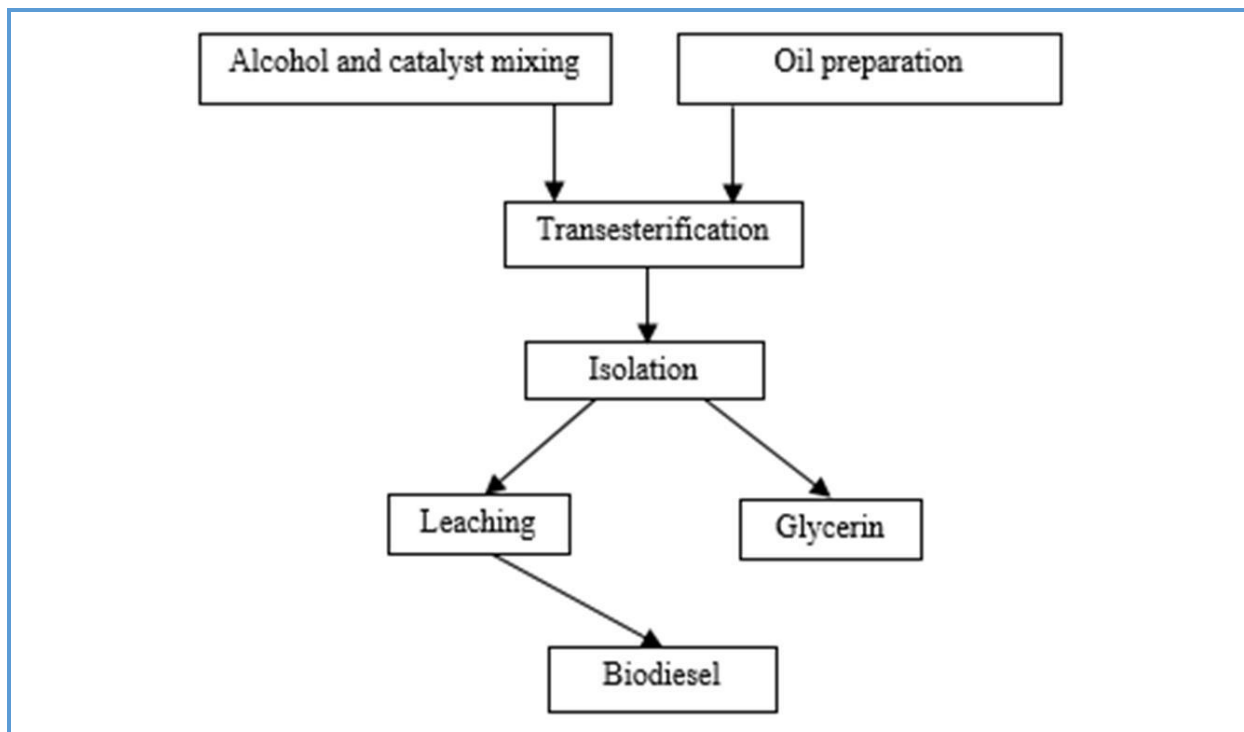 Alcohol and catalyst mixing
Oil preparation
Transesterification
Isolation
Leaching
Glycerin
Biodiesel